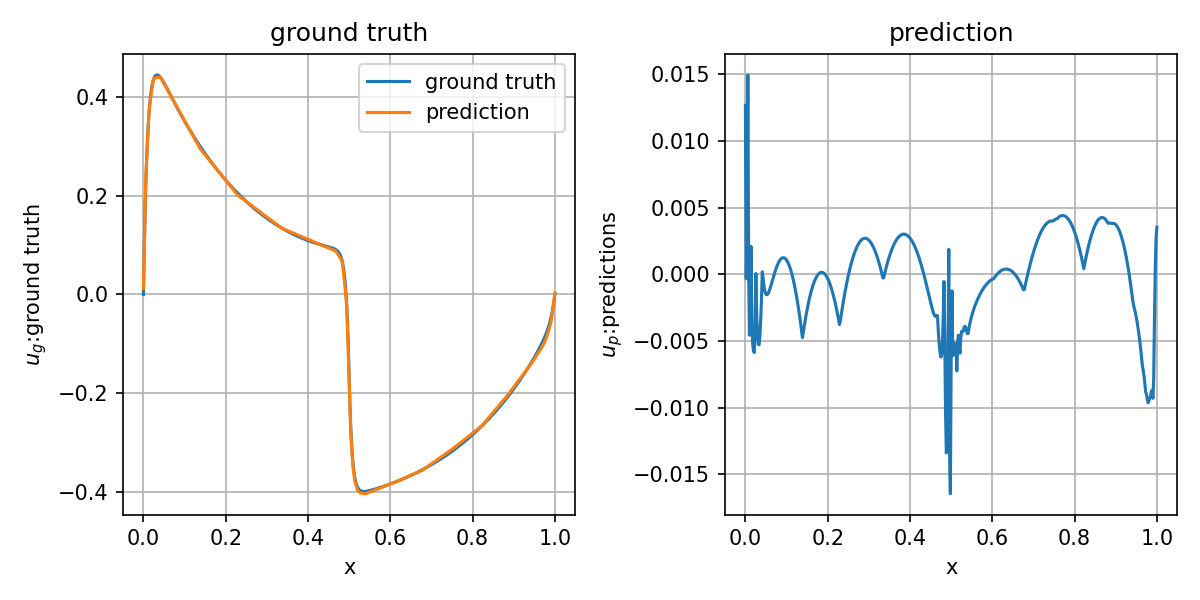 ground truth
0.4
0.2
0.0
−0.2
−0.4
u_g:ground truth
ground truth
prediction
0.0 0.2 0.4 0.6 0.8 1.0
x
prediction
0.015
0.010
0.005
0.000
−0.005
−0.010
−0.015
u_p:predictions
0.0 0.2 0.4 0.6 0.8 1.0
x